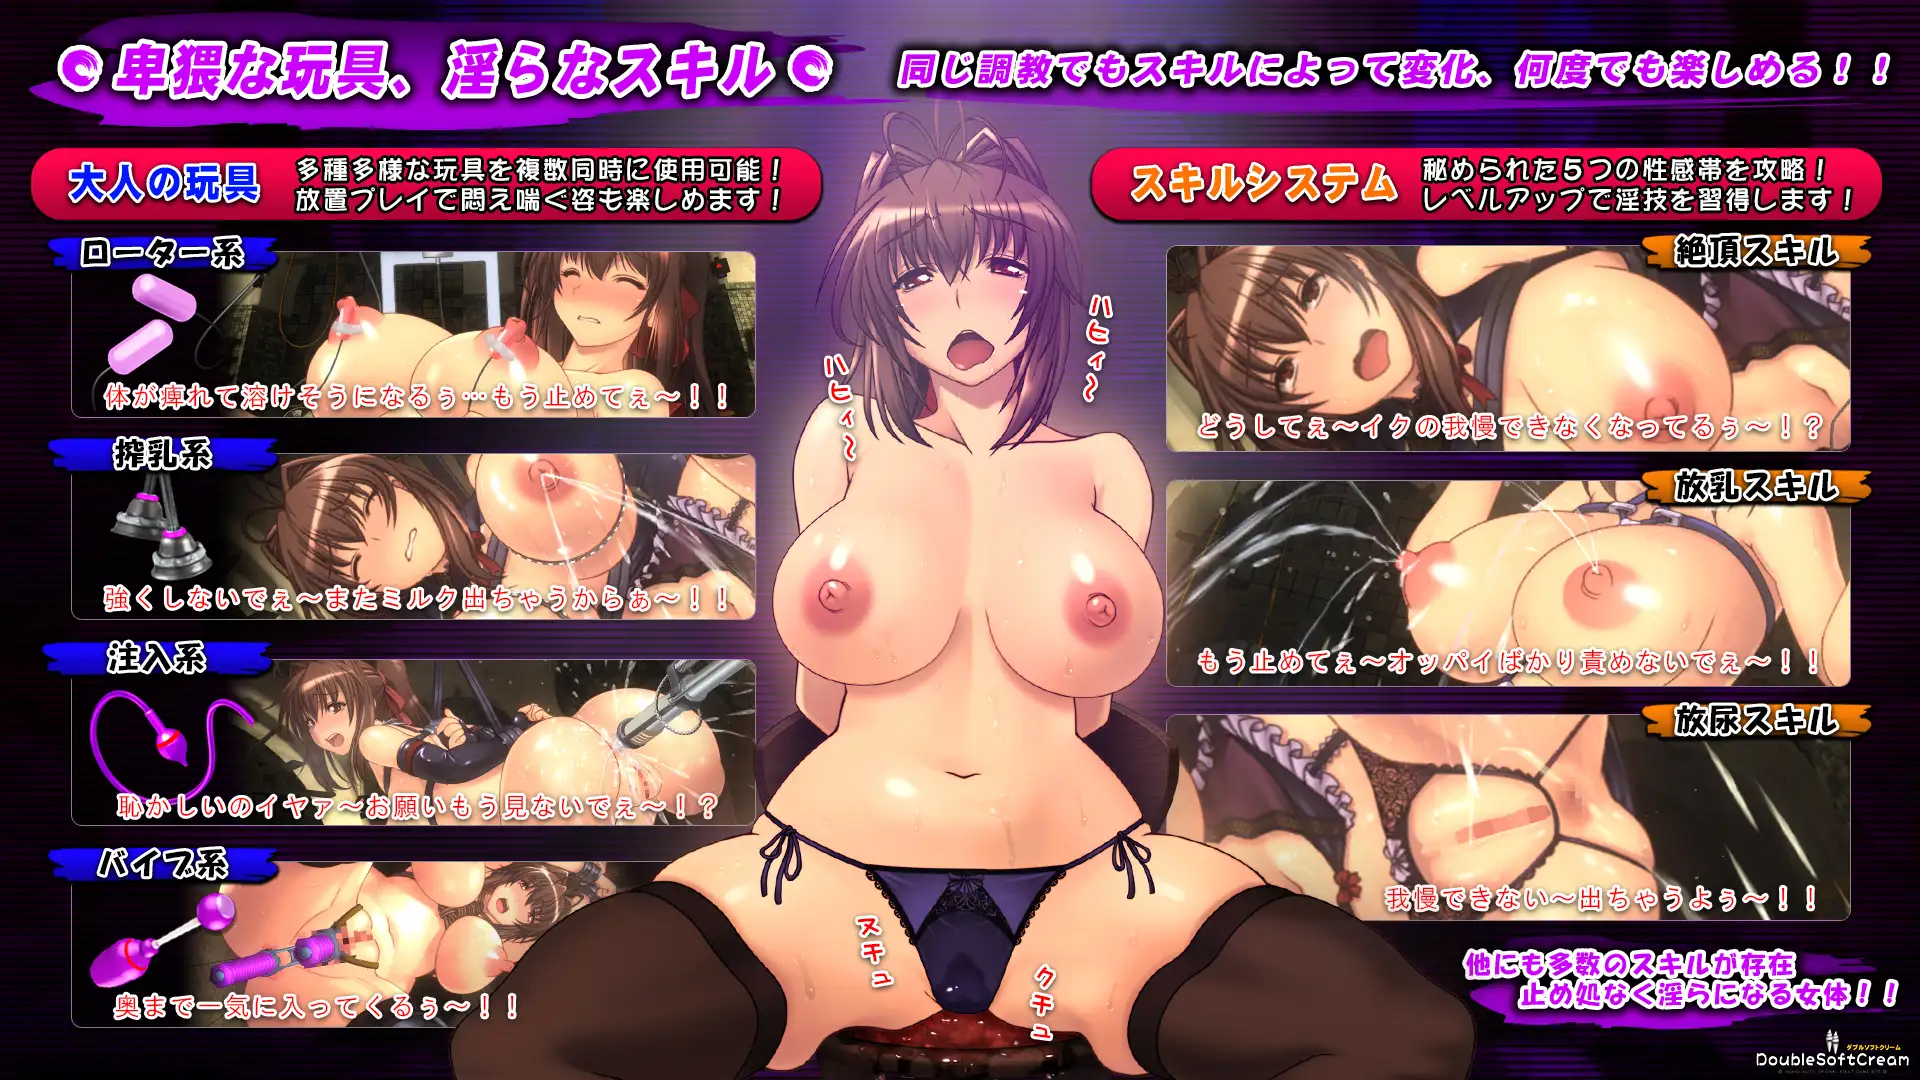 卑猥な玩具、淫らなスキル
同じ調教でもスキルによって変化、何度でも楽しめる！！
大人の玩具
多種多様な玩具を複数同時に使用可能！
放置プレイで悶え喘ぐ姿も楽しめます！
ローター系
体が痺れて溶けそうになるぅ…もう止めてぇ～！！
搾乳系
強くしないでぇ～またミルク出ちゃうからぁ～！！
注入系
恥かしいのイヤァ～お願いもう見ないでぇ～！？
バイブ系
奥まで一気に入ってくるぅ～！！
ハヒィ～
ハヒィ～
ヌチュ
クチュ
スキルシステム
秘められた５つの性感帯を攻略！
レベルアップで淫技を習得します！
絶頂スキル
どうしてぇ～イクの我慢できなくなってるぅ～！？
放乳スキル
もう止めてぇ～オッパイばかり責めないでぇ～！！
放尿スキル
我慢できない～出ちゃうよぅ～！！
他にも多数のスキルが存在
止め処なく淫らになる女体！！
ダブルソフトクリーム
DoubleSoftCream